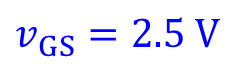 v_GS = 2.5 V